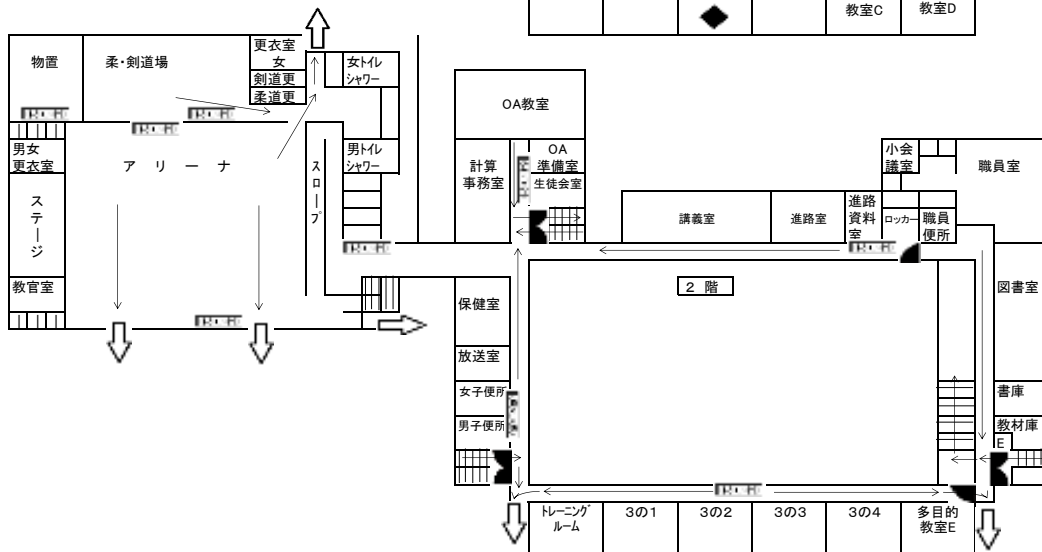 教室C
教室D
物置
柔・剣道場
更衣室
女
剣道更
柔道更
女トイレ
シャワー
OA教室
男女
更衣室
アリーナ
スロープ
男トイレ
シャワー
計算
事務室
OA
準備室
生徒会室
小会
議室
職員室
ステージ
講義室
進路室
進路
資料
室
ロッカー
職員
便所
教官室
保健室
2 階
図書室
放送室
女子便所
男子便所
書庫
教材庫
E
トレーニング
ルーム
3の1
3の2
3の3
3の4
多目的
教室E